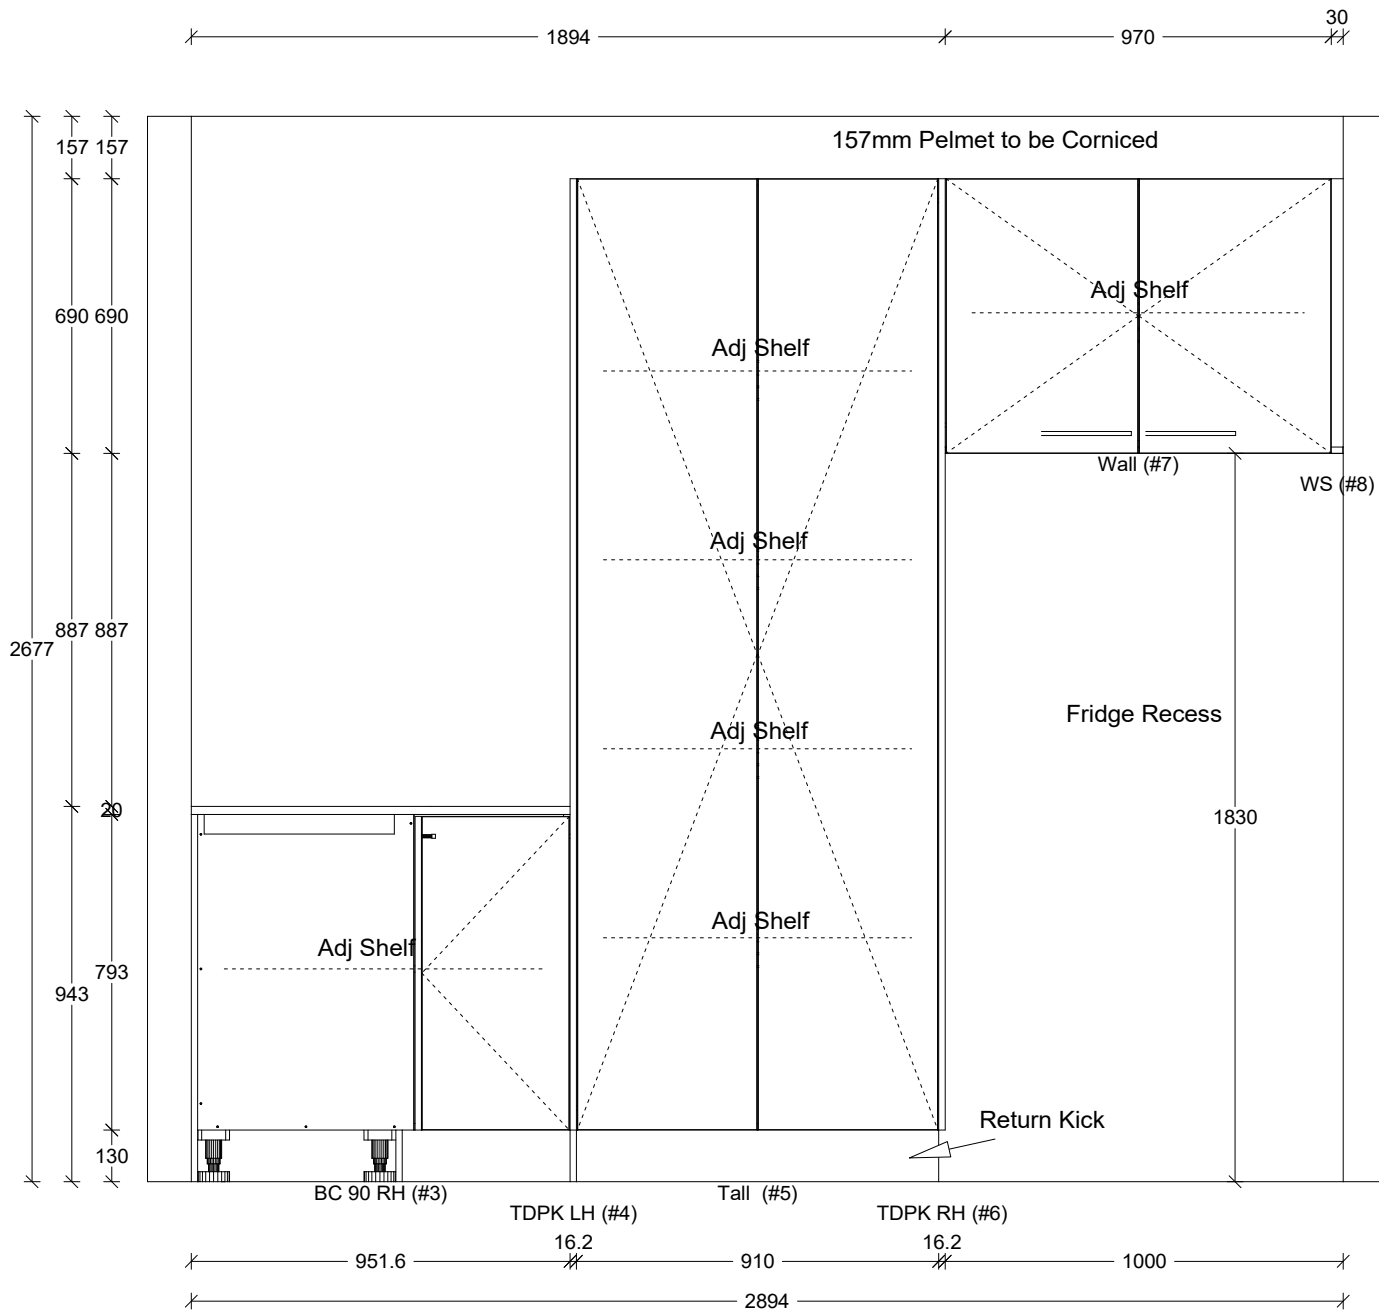 30
1894
970
157 157
157mm Pelmet to be Corniced
690 690
Adj Shelf
Adj Shelf
Wall (#7)
WS (#8)
Adj Shelf
887 887
2677
Fridge Recess
Adj Shelf
20
1830
Adj Shelf
Adj Shelf
793
943
Return Kick
130
BC 90 RH (#3)
Tall (#5)
TDPK LH (#4)
TDPK RH (#6)
16.2
16.2
951.6
910
1000
2894